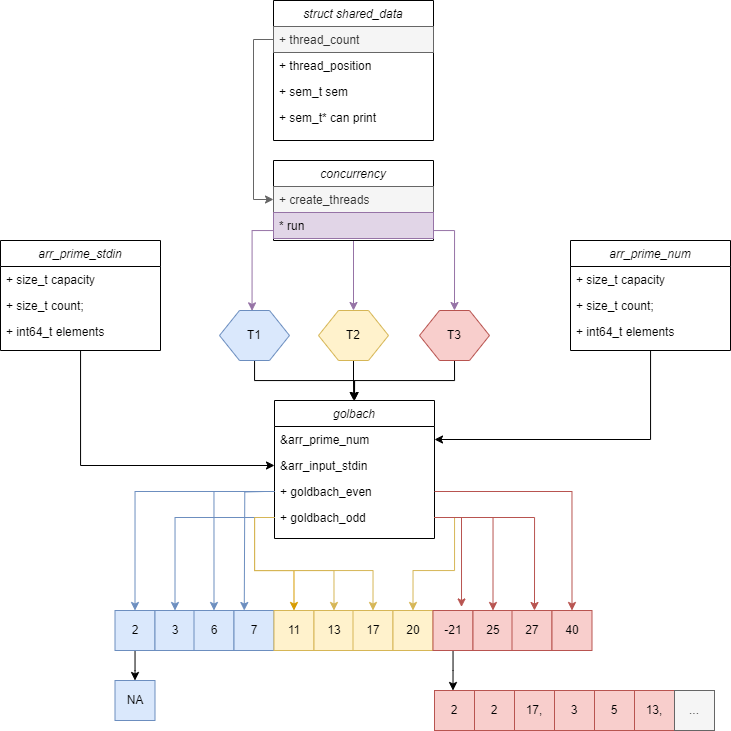 struct shared_data
+ thread_count
+ thread_position
+ sem_t sem
+ sem_t* can print
concurrency
+ create_threads
* run
arr_prime_stdin
+ size_t capacity
+ size_t count;
+ int64_t elements
arr_prime_num
+ size_t capacity
+ size_t count;
+ int64_t elements
T1 T2 T3
golbach
&arr_prime_num
&arr_input_stdin
+ goldbach_even
+ goldbach_odd
2 3 6 7 11 13 17 20 -21 25 27 40
NA
2 2 17, 3 5 13, ...